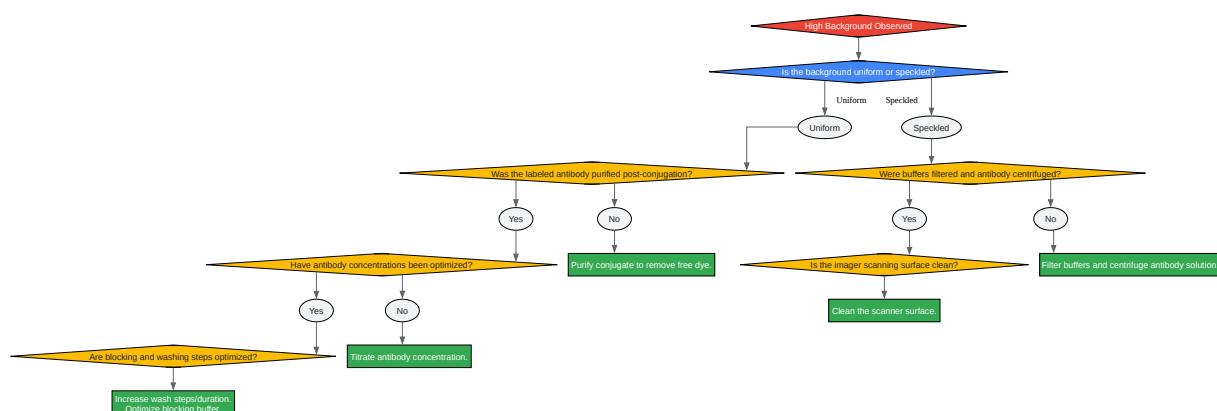 High Background Observed
Is the background uniform or speckled?
Uniform
Speckled
Uniform
Speckled
Was the labeled antibody purified post-conjugation?
Were buffers filtered and antibody centrifuged?
Yes
No
Yes
No
Have antibody concentrations been optimized?
Purify conjugate to remove free dye.
Is the imager scanning surface clean?
Filter buffers and centrifuge antibody solution
Yes
No
Clean the scanner surface.
Are blocking and washing steps optimized?
Titrate antibody concentration.
Increase wash steps/duration.
Optimize blocking buffer